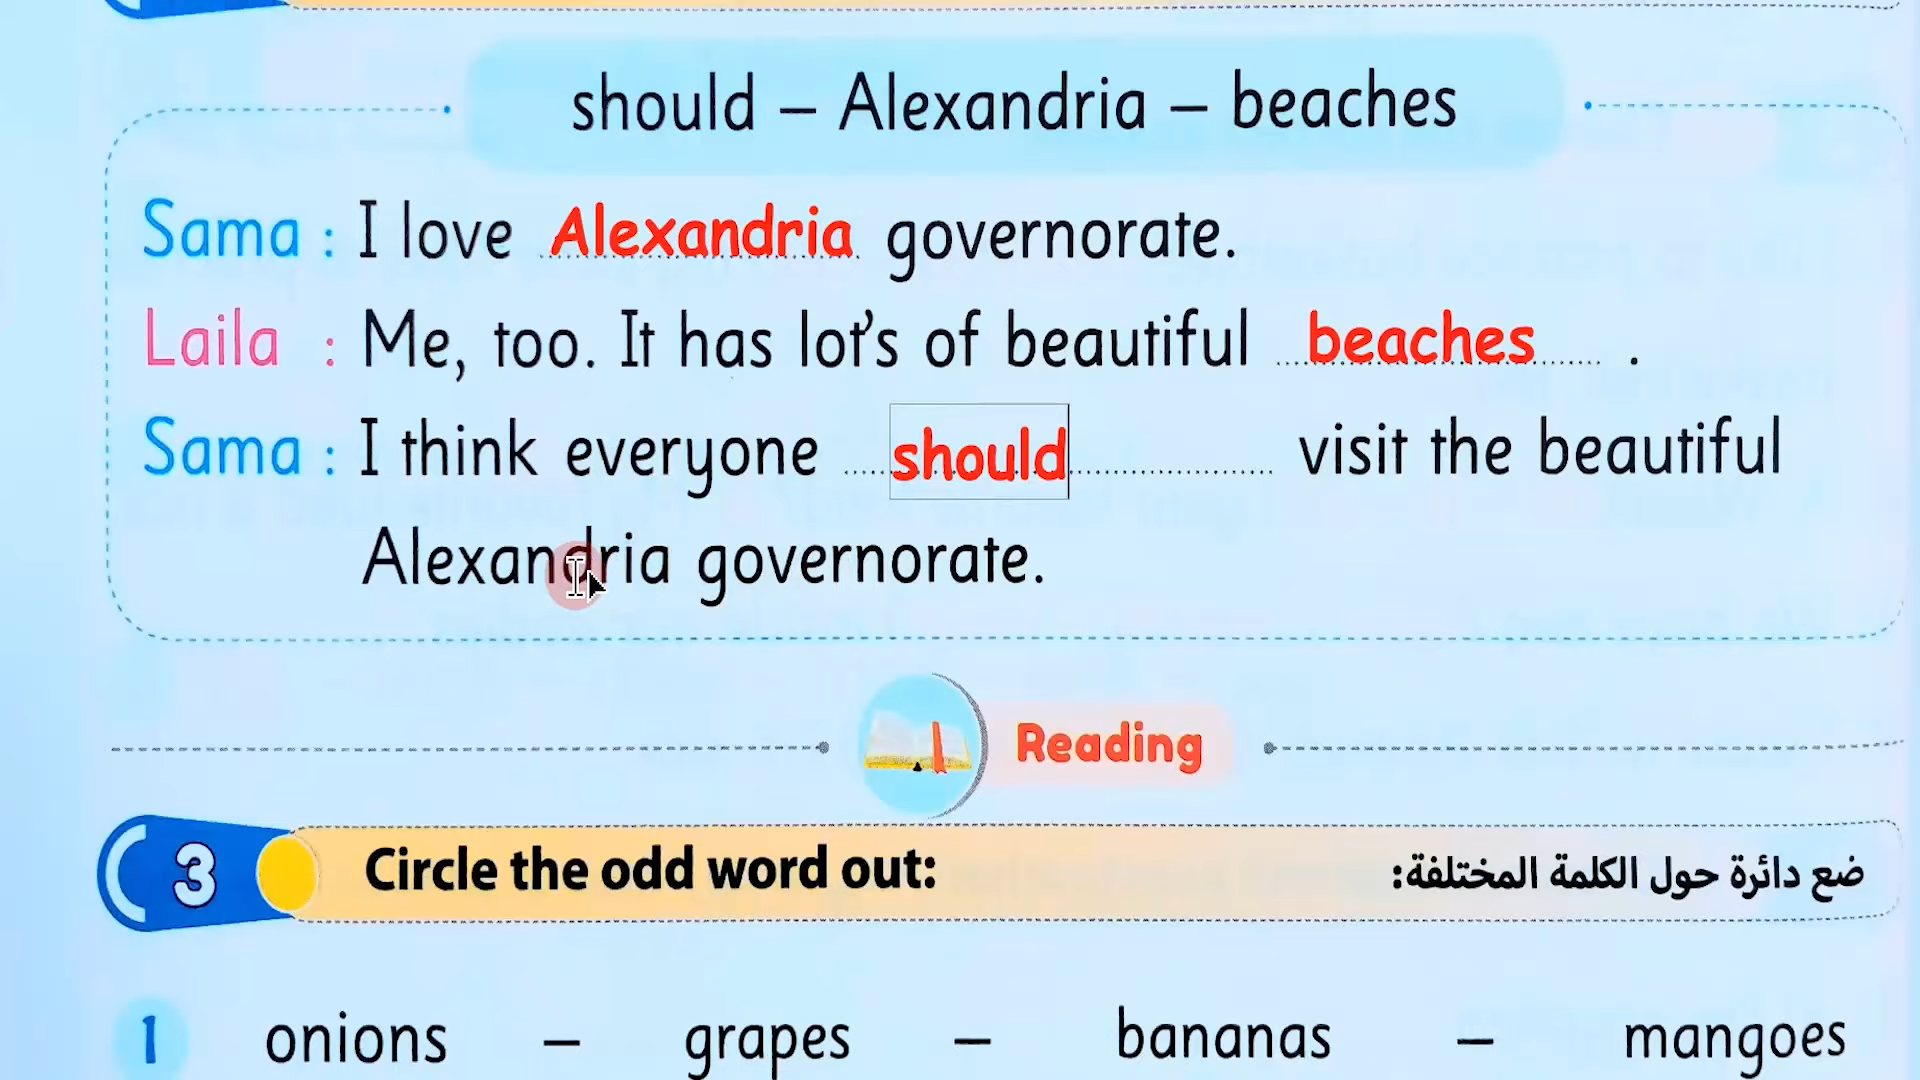 should – Alexandria – beaches
Sama : I love Alexandria governorate.
Laila : Me, too. It has lot's of beautiful beaches .
Sama : I think everyone should visit the beautiful
Alexandria governorate.
Reading
3 Circle the odd word out: ضع دائرة حول الكلمة المختلفة:
1 onions – grapes – bananas – mangoes